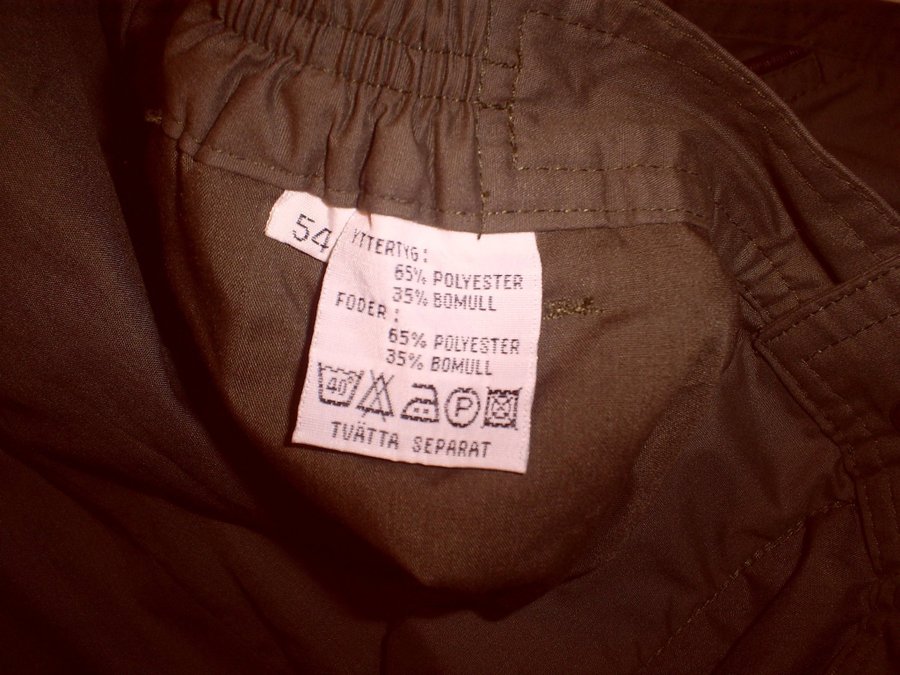 54
YTTERTYG:
65% POLYESTER
35% BOMULL
FODER:
65% POLYESTER
35% BOMULL
40°
P
TVÄTTA SEPARAT